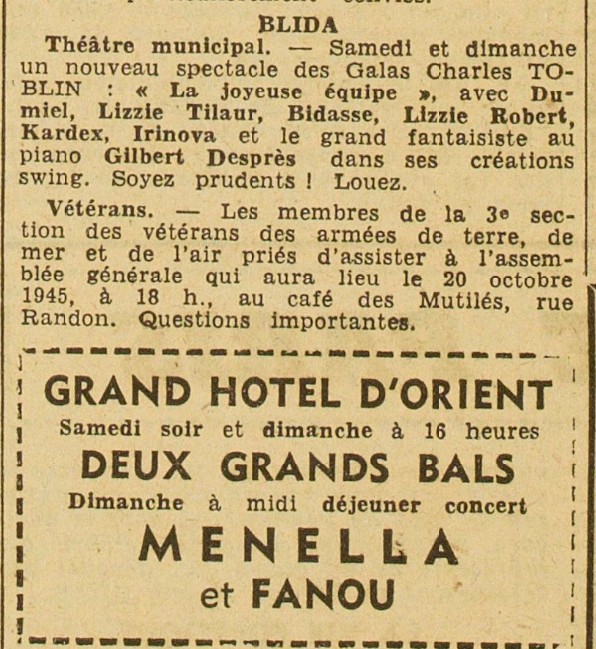 BLIDA
Théâtre municipal. — Samedi et dimanche
un nouveau spectacle des Galas Charles TO-
BLIN : « La joyeuse équipe », avec Du-
miel, Lizzie Tilaur, Bidasse, Lizzie Robert,
Kardex, Irinova et le grand fantaisiste au
piano Gilbert Desprès dans ses créations
swing. Soyez prudents ! Louez.
Vétérans. — Les membres de la 3e sec-
tion des vétérans des armées de terre, de
mer et de l'air priés d'assister à l'assem-
blée générale qui aura lieu le 20 octobre
1945, à 18 h., au café des Mutilés, rue
Randon. Questions importantes.
GRAND HOTEL D'ORIENT
Samedi soir et dimanche à 16 heures
DEUX GRANDS BALS
Dimanche à midi déjeuner concert
MENELLA
et FANOU